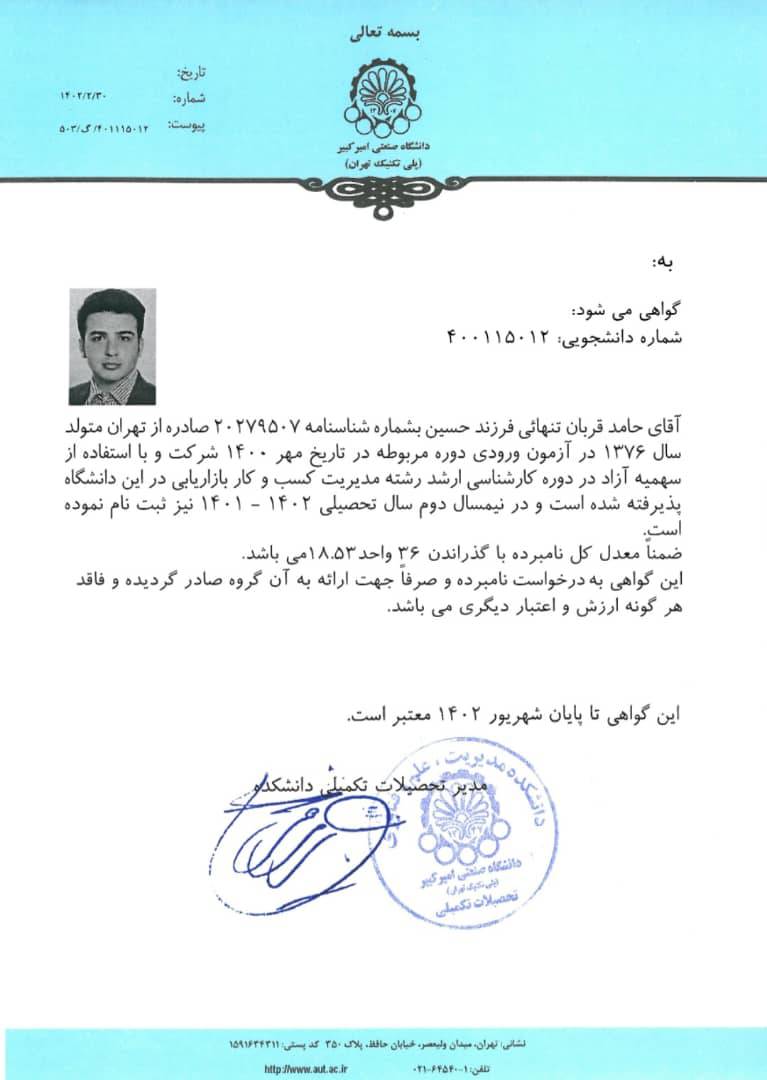 بسمه تعالی
تاریخ:
شماره: ۱۴۰۲/۲/۳۰
پیوست: ۴۰۱۱۱۵۰۱۲/ گ/۵۰۳
دانشگاه صنعتی امیرکبیر
(پلی تکنیک تهران)
به:
گواهی می شود:
شماره دانشجویی: ۴۰۰۱۱۵۰۱۲
آقای حامد قربان تنهائی فرزند حسین بشماره شناسنامه ۲۰۲۷۹۵۰۷ صادره از تهران متولد
سال ۱۳۷۶ در آزمون ورودی دوره مربوطه در تاریخ مهر ۱۴۰۰ شرکت و با استفاده از
سهمیه آزاد در دوره کارشناسی ارشد رشته مدیریت کسب و کار بازاریابی در این دانشگاه
پذیرفته شده است و در نیمسال دوم سال تحصیلی ۱۴۰۲ - ۱۴۰۱ نیز ثبت نام نموده
است.
ضمناً معدل کل نامبرده با گذراندن ۳۶ واحد۱۸.۵۳می باشد.
این گواهی به درخواست نامبرده و صرفاً جهت ارائه به آن گروه صادر گردیده و فاقد
هر گونه ارزش و اعتبار دیگری می باشد.
این گواهی تا پایان شهریور ۱۴۰۲ معتبر است.
مدیر تحصیلات تکمیلی دانشکده
دانشکده مدیریت ، علم
دانشگاه صنعتی امیرکبیر
(پلی تکنیک تهران)
تحصیلات تکمیلی
نشانی: تهران، میدان ولیعصر، خیابان حافظ، پلاک ۳۵۰ کد پستی: ۱۵۹۱۶۳۴۳۱۱
تلفن: ۱-۶۴۵۴۰-۰۲۱ http://www.aut.ac.ir